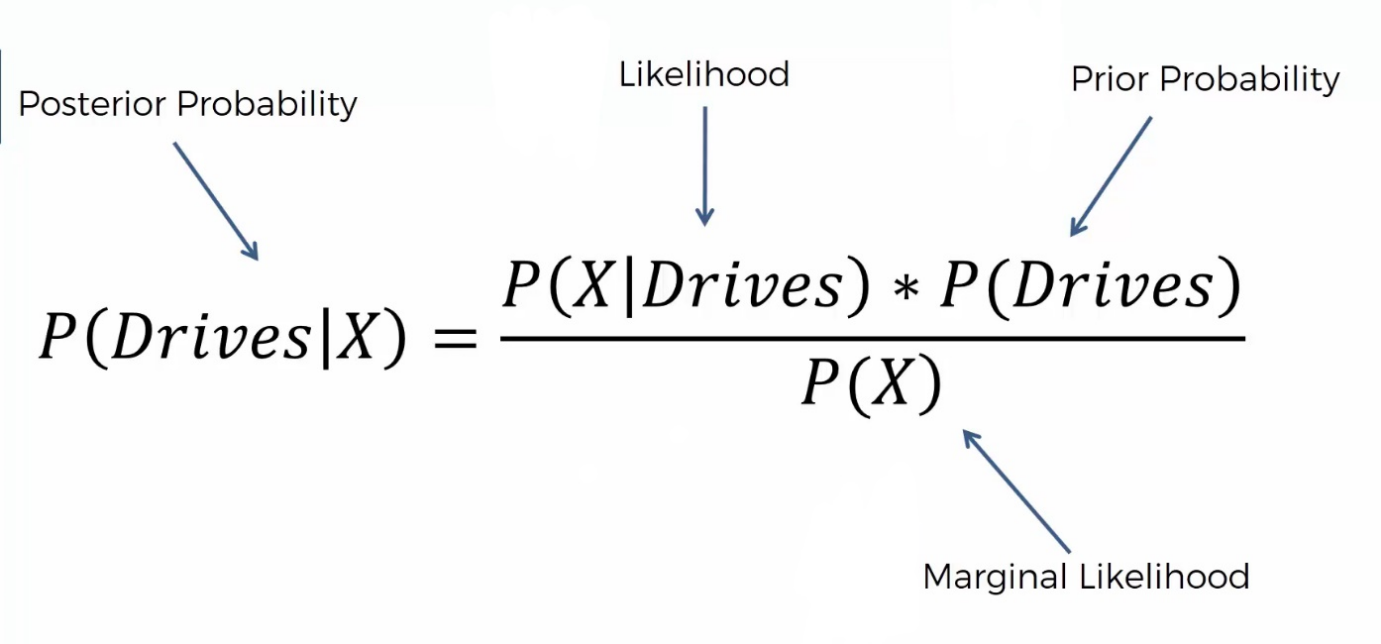 Likelihood
Prior Probability
Posterior Probability
P(X|Drives) * P(Drives)
P(Drives|X) =
P(X)
Marginal Likelihood